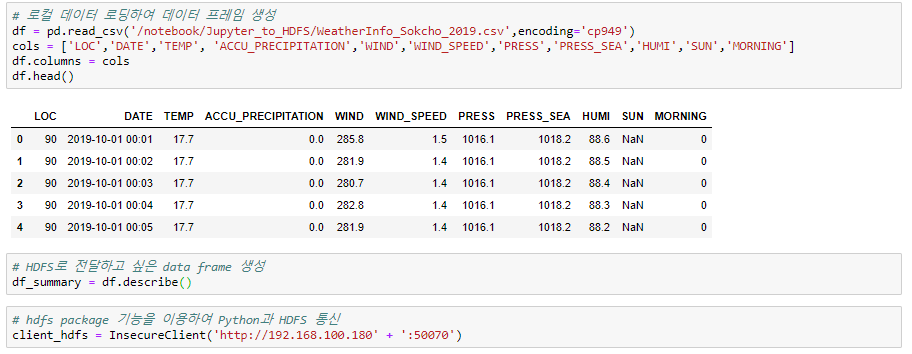 # 로컬 데이터 로딩하여 데이터 프레임 생성
df = pd.read_csv('/notebook/Jupyter_to_HDFS/WeatherInfo_Sokcho_2019.csv',encoding='cp949')
cols = ['LOC','DATE','TEMP', 'ACCU_PRECIPITATION','WIND','WIND_SPEED','PRESS','PRESS_SEA','HUMI','SUN','MORNING']
df.columns = cols
df.head()
LOC DATE TEMP ACCU_PRECIPITATION WIND WIND_SPEED PRESS PRESS_SEA HUMI SUN MORNING
0 90 2019-10-01 00:01 17.7 0.0 285.8 1.5 1016.1 1018.2 88.6 NaN 0
1 90 2019-10-01 00:02 17.7 0.0 281.9 1.4 1016.1 1018.2 88.5 NaN 0
2 90 2019-10-01 00:03 17.7 0.0 280.7 1.4 1016.1 1018.2 88.4 NaN 0
3 90 2019-10-01 00:04 17.7 0.0 282.8 1.4 1016.1 1018.2 88.3 NaN 0
4 90 2019-10-01 00:05 17.7 0.0 281.9 1.4 1016.1 1018.2 88.2 NaN 0
# HDFS로 전달하고 싶은 data frame 생성
df_summary = df.describe()
# hdfs package 기능을 이용하여 Python과 HDFS 통신
client_hdfs = InsecureClient('http://192.168.100.180' + ':50070')